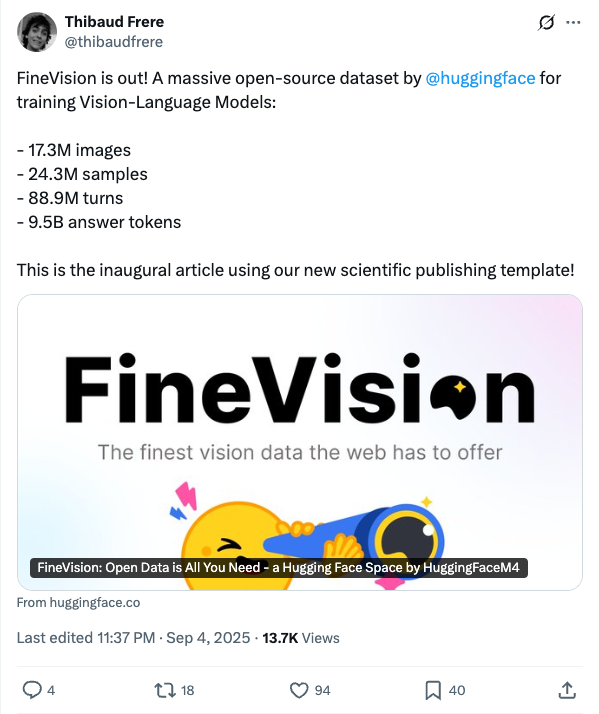 Thibaud Frere
@thibaudfrere
FineVision is out! A massive open-source dataset by @huggingface for
training Vision-Language Models:
- 17.3M images
- 24.3M samples
- 88.9M turns
- 9.5B answer tokens
This is the inaugural article using our new scientific publishing template!
FineVision
The finest vision data the web has to offer
FineVision: Open Data is All You Need - a Hugging Face Space by HuggingFaceM4
From huggingface.co
Last edited 11:37 PM · Sep 4, 2025 · 13.7K Views
4 18 94 40